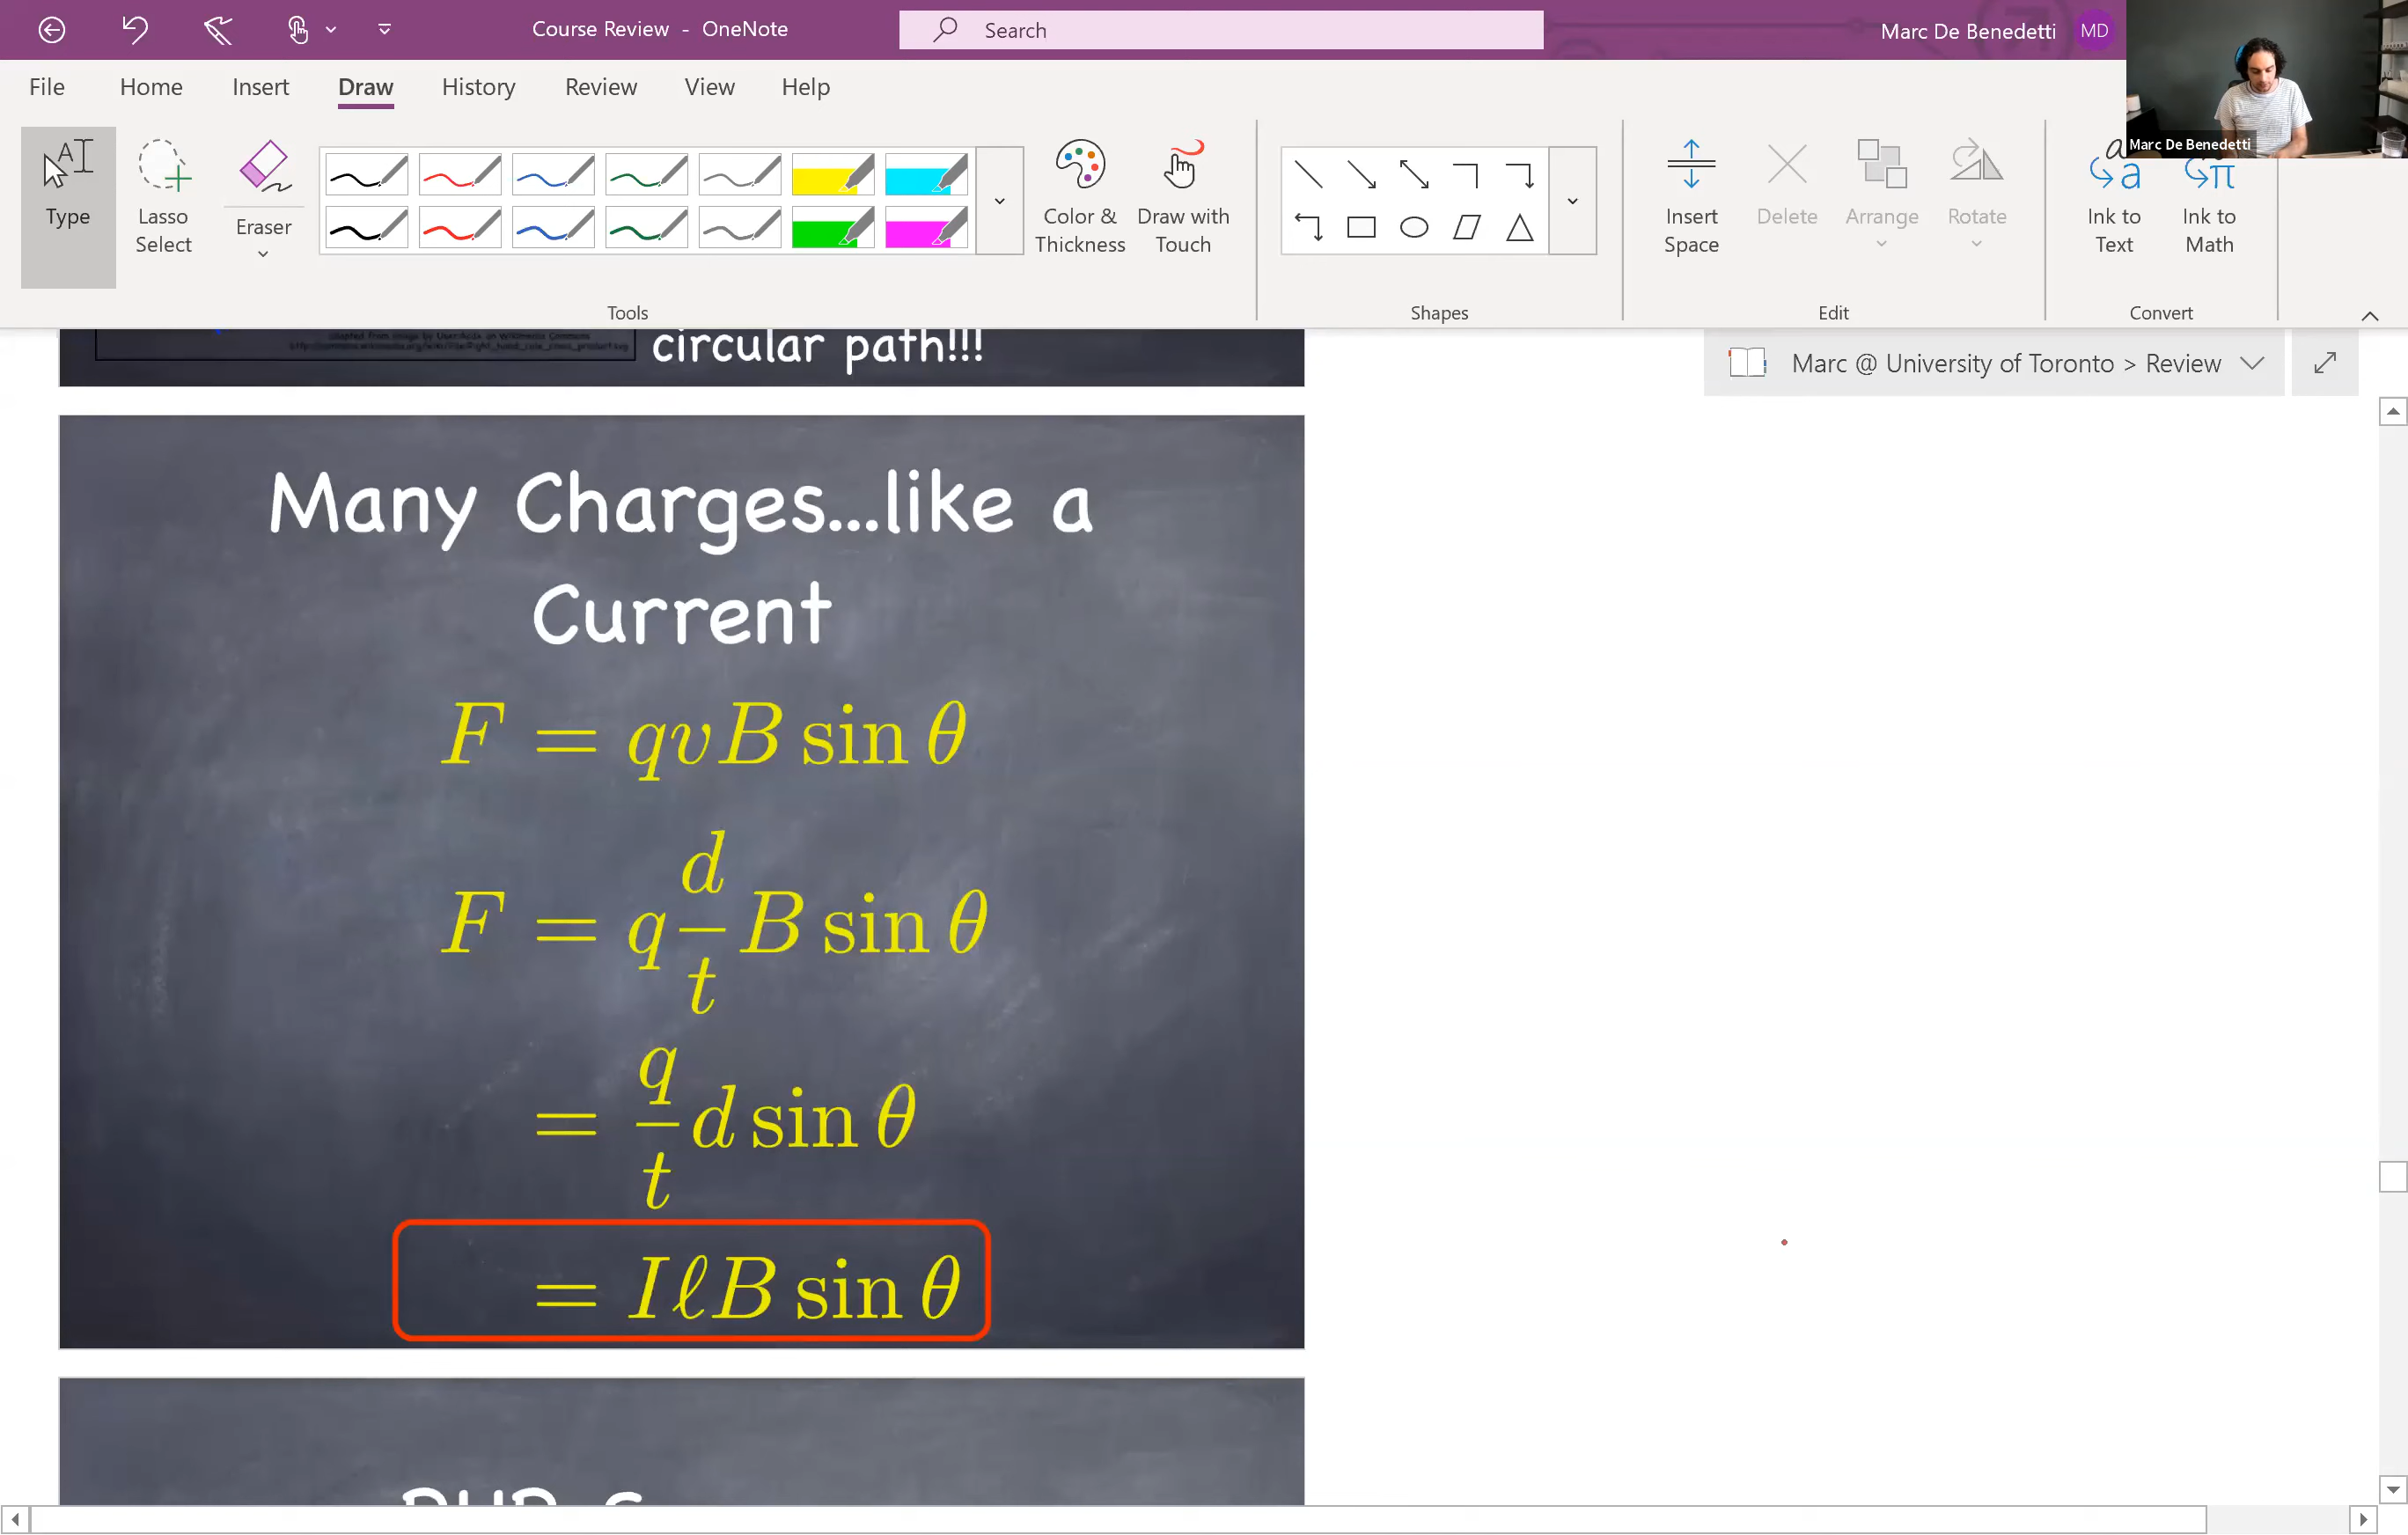 Course Review - OneNote
Search
Marc De Benedetti
MD
File
Home
Insert
Draw
History
Review
View
Help
Marc De Benedetti
Type
Lasso
Select
Eraser
Color &
Thickness
Draw with
Touch
Insert
Space
Delete
Arrange
Rotate
Ink to
Text
Ink to
Math
Tools
Shapes
Edit
Convert
circular path!!!
Marc @ University of Toronto > Review
Many Charges...like a
Current
F = qvB sin θ
F = q d/t B sin θ
= q/t d sin θ
= IℓB sin θ